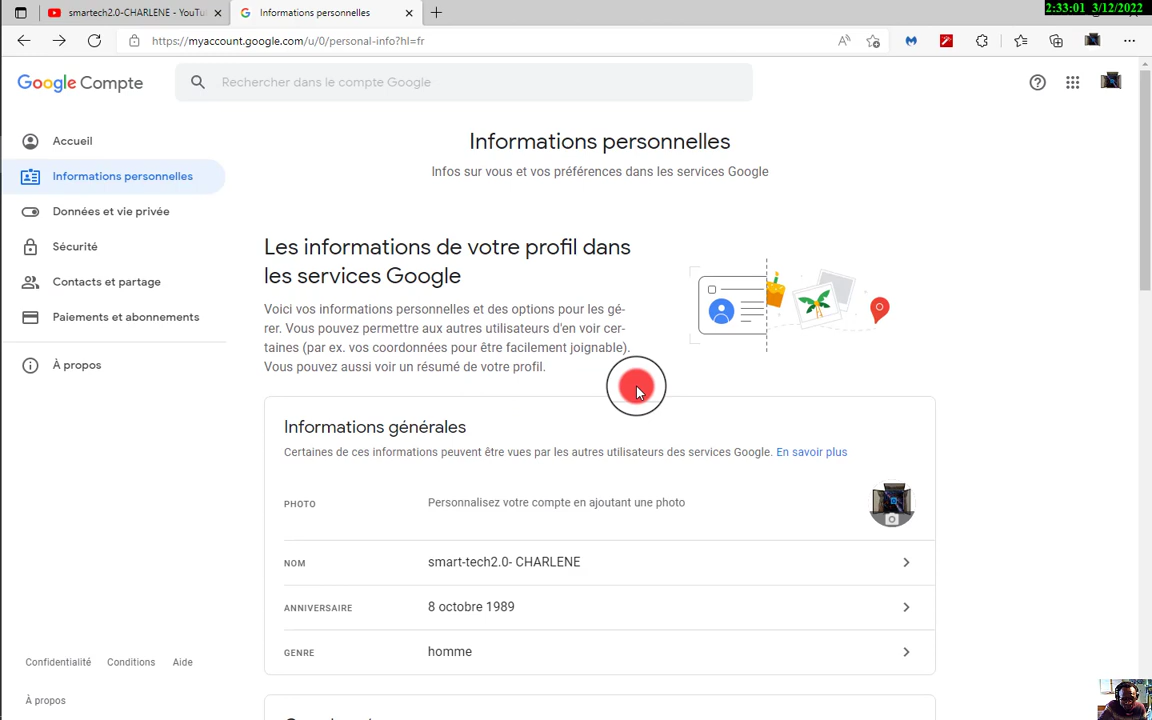 smartech2.0-CHARLENE - YouTu
Informations personnelles
2:33:01 3/12/2022
https://myaccount.google.com/u/0/personal-info?hl=fr
Google Compte
Rechercher dans le compte Google
Accueil
Informations personnelles
Données et vie privée
Sécurité
Contacts et partage
Paiements et abonnements
À propos
Informations personnelles
Infos sur vous et vos préférences dans les services Google
Les informations de votre profil dans
les services Google
Voici vos informations personnelles et des options pour les gé-
rer. Vous pouvez permettre aux autres utilisateurs d'en voir cer-
taines (par ex. vos coordonnées pour être facilement joignable).
Vous pouvez aussi voir un résumé de votre profil.
Informations générales
Certaines de ces informations peuvent être vues par les autres utilisateurs des services Google. En savoir plus
PHOTO Personnalisez votre compte en ajoutant une photo
NOM smart-tech2.0- CHARLENE
ANNIVERSAIRE 8 octobre 1989
GENRE homme
Confidentialité Conditions Aide
À propos